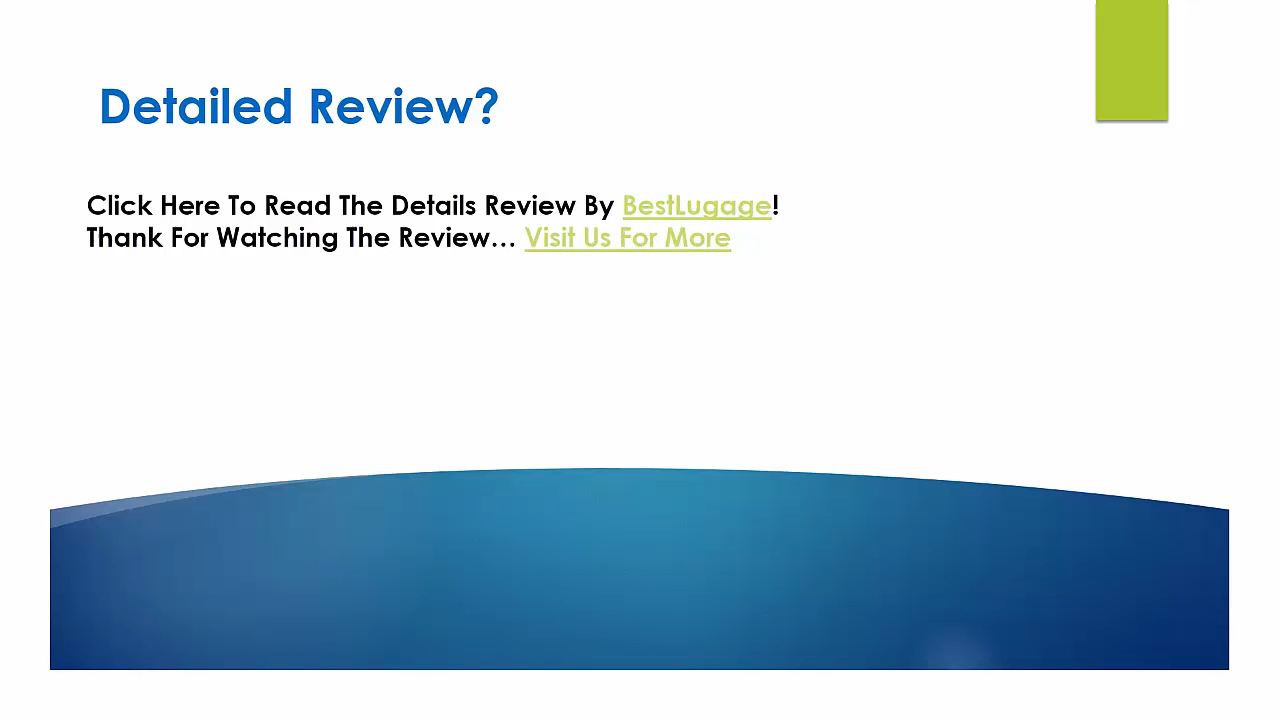 Detailed Review?
Click Here To Read The Details Review By BestLugage!
Thank For Watching The Review… Visit Us For More